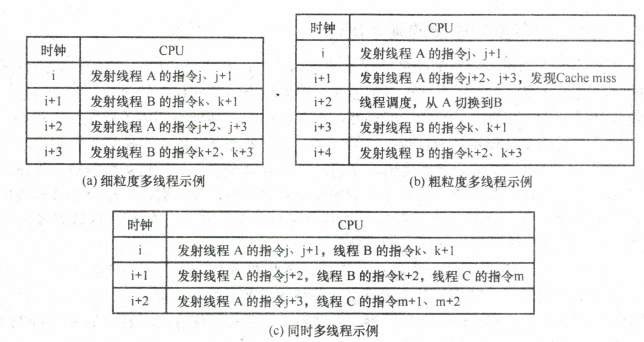 时钟 CPU
i 发射线程 A 的指令j、j+1
i+1 发射线程 B 的指令k、k+1
i+2 发射线程 A 的指令j+2、j+3
i+3 发射线程 B 的指令k+2、k+3
(a) 细粒度多线程示例
时钟 CPU
i 发射线程 A 的指令j、j+1
i+1 发射线程 A 的指令j+2、j+3，发现Cache miss
i+2 线程调度，从 A 切换到B
i+3 发射线程 B 的指令k、k+1
i+4 发射线程 B 的指令k+2、k+3
(b) 粗粒度多线程示例
时钟 CPU
i 发射线程 A 的指令j、j+1，线程 B 的指令k、k+1
i+1 发射线程 A 的指令j+2，线程 B 的指令k+2，线程 C 的指令m
i+2 发射线程 A 的指令j+3，线程 C 的指令m+1、m+2
(c) 同时多线程示例